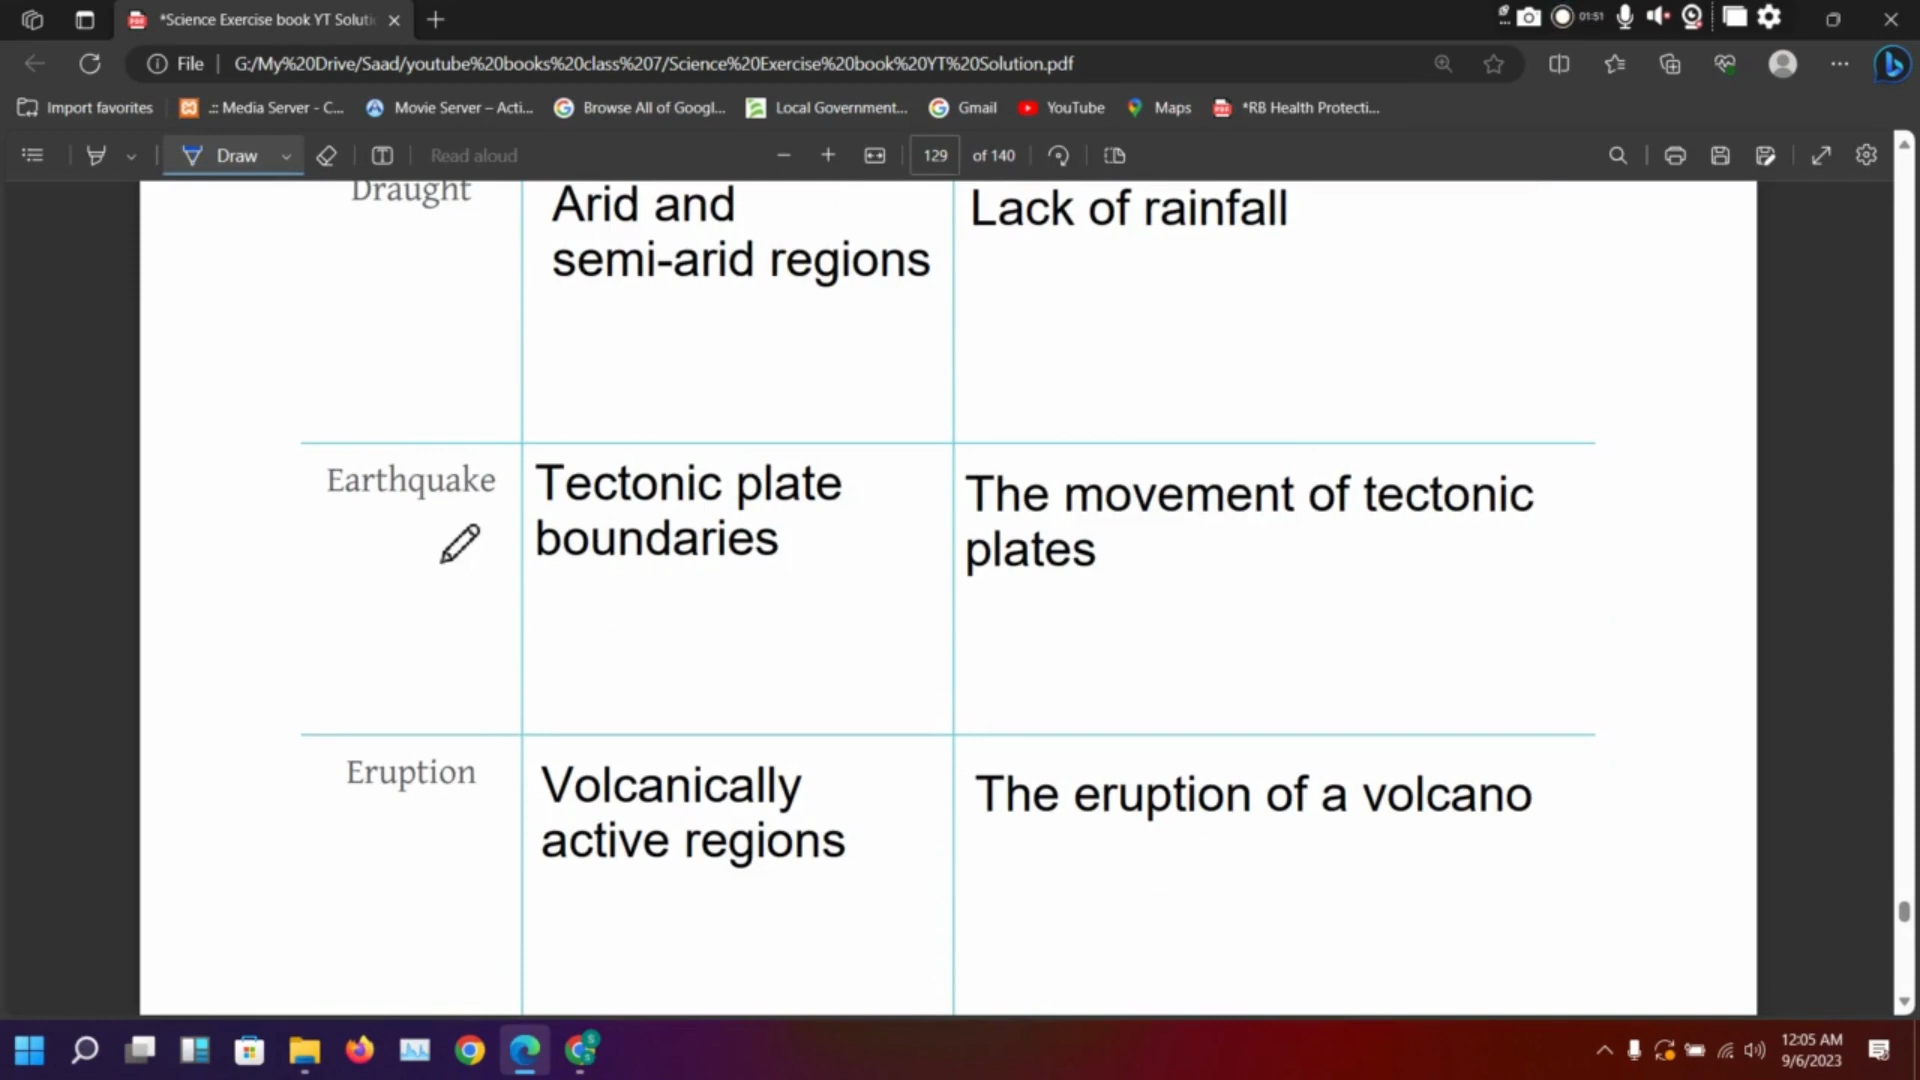 *Science Exercise book YT Soluti
01:51
File
G:/My%20Drive/Saad/youtube%20books%20class%207/Science%20Exercise%20book%20YT%20Solution.pdf
Import favorites
.:: Media Server - C...
Movie Server – Acti...
Browse All of Googl...
Local Government...
Gmail
YouTube
Maps
*RB Health Protecti...
Draw
Read aloud
129
of 140
Draught
Arid and
semi-arid regions
Lack of rainfall
Earthquake
Tectonic plate
boundaries
The movement of tectonic
plates
Eruption
Volcanically
active regions
The eruption of a volcano
12:05 AM
9/6/2023